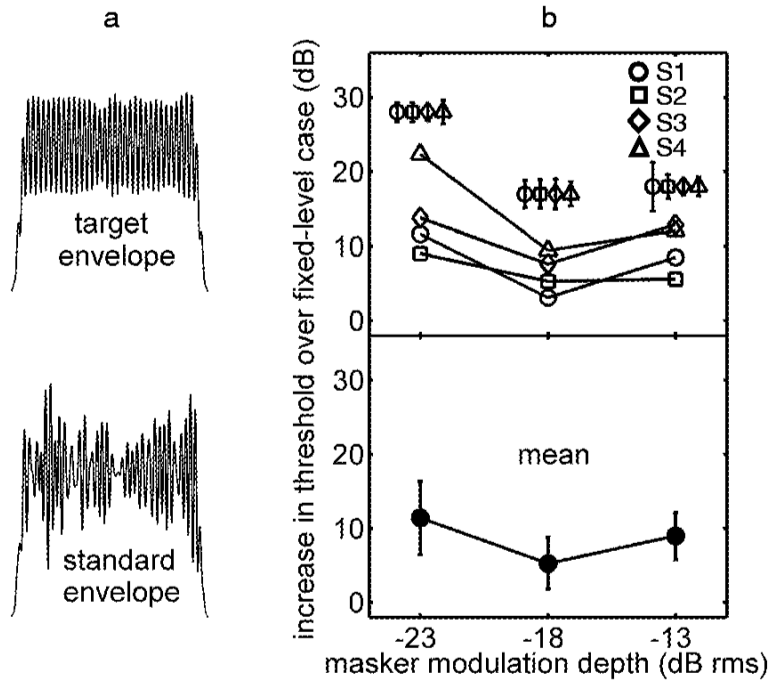 a
b
target
envelope
standard
envelope
increase in threshold over fixed-level case (dB)
30
20
10
0
S1
S2
S3
S4
30
20
10
0
mean
-23
-18
-13
masker modulation depth (dB rms)